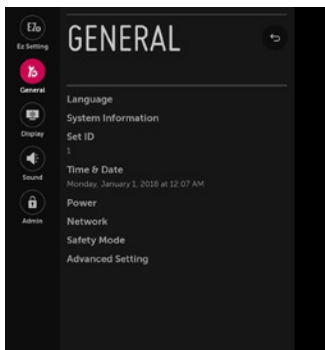 EZo
Ez Setting
General
Display
Sound
Admin
GENERAL
Language
System Information
Set ID
1
Time & Date
Monday, January 1, 2018 at 12:07 AM
Power
Network
Safety Mode
Advanced Setting